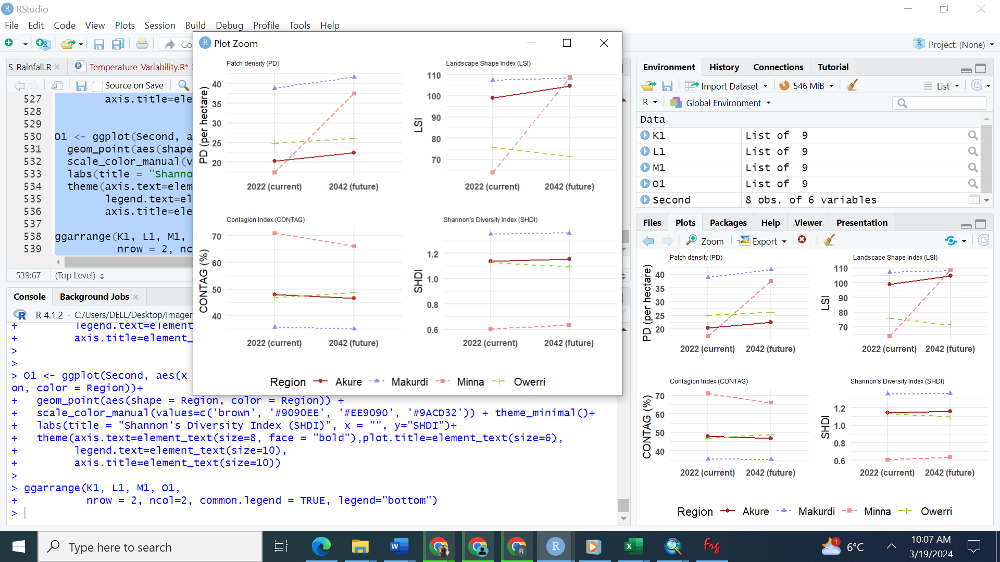 RStudio
File Edit Code View Plots Session Build Debug Profile Tools Help
Go
Project: (None)
LS_Rainfall.R
Temperature_Variability.R*
Source on Save
527 axis.title=ele
528
529
530 O1 <- ggplot(Second, a
531 geom_point(aes(shape
532 scale_color_manual(v
533 labs(title = "Shanno
534 theme(axis.text=elem
535 legend.text=el
536 axis.title=ele
537
538 ggarrange(K1, L1, M1,
539 nrow = 2, nc
539:67 (Top Level)
Console Background Jobs
R 4.1.2 · C:/Users/DELL/Desktop/Imager
+ legend.text=element
+ axis.title=element_
>
>
> O1 <- ggplot(Second, aes(x
on, color = Region))+
+ geom_point(aes(shape = Region, color = Region)) +
+ scale_color_manual(values=c('brown', '#9090EE', '#EE9090', '#9ACD32')) + theme_minimal()+
+ labs(title = "Shannon's Diversity Index (SHDI)", x = "", y="SHDI")+
+ theme(axis.text=element_text(size=8, face = "bold"),plot.title=element_text(size=6),
+ legend.text=element_text(size=10),
+ axis.title=element_text(size=10))
>
> ggarrange(K1, L1, M1, O1,
+ nrow = 2, ncol=2, common.legend = TRUE, legend="bottom")
>
Plot Zoom
Patch density (PD)
PD (per hectare)
40
35
30
25
20
2022 (current) 2042 (future)
Landscape Shape Index (LSI)
LSI
110
100
90
80
70
2022 (current) 2042 (future)
Contagion Index (CONTAG)
CONTAG (%)
70
60
50
40
2022 (current) 2042 (future)
Shannon's Diversity Index (SHDI)
SHDI
1.2
1.0
0.8
0.6
2022 (current) 2042 (future)
Region Akure Makurdi Minna Owerri
Environment History Connections Tutorial
Import Dataset 546 MiB List
R Global Environment
Data
K1 List of 9
L1 List of 9
M1 List of 9
O1 List of 9
Second 8 obs. of 6 variables
Files Plots Packages Help Viewer Presentation
Zoom Export
Patch density (PD)
PD (per hectare)
40
35
30
25
20
2022 (current) 2042 (future)
Landscape Shape Index (LSI)
LSI
110
100
90
80
70
2022 (current) 2042 (future)
Contagion Index (CONTAG)
CONTAG (%)
70
60
50
40
2022 (current) 2042 (future)
Shannon's Diversity Index (SHDI)
SHDI
1.2
1.0
0.8
0.6
2022 (current) 2042 (future)
Region Akure Makurdi Minna Owerri
Type here to search
Frg
1
6°C
10:07 AM
3/19/2024